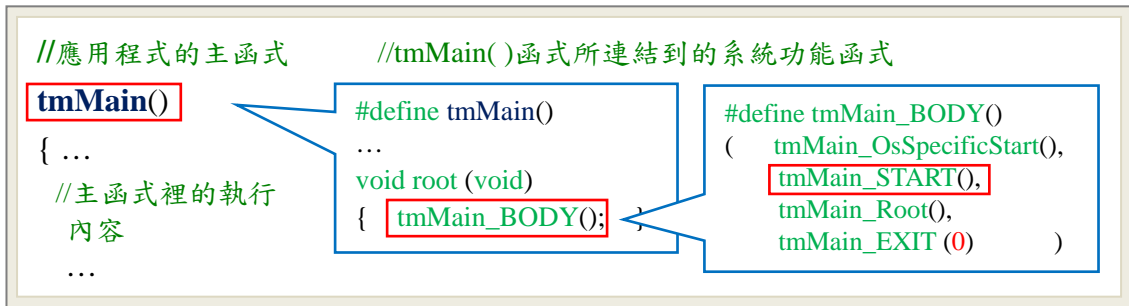 //應用程式的主函式
//tmMain( )函式所連結到的系統功能函式
tmMain()
{ …
//主函式裡的執行
內容
…
#define tmMain()
…
void root (void)
{ tmMain_BODY(); }
#define tmMain_BODY()
( tmMain_OsSpecificStart(),
tmMain_START(),
tmMain_Root(),
tmMain_EXIT (0) )